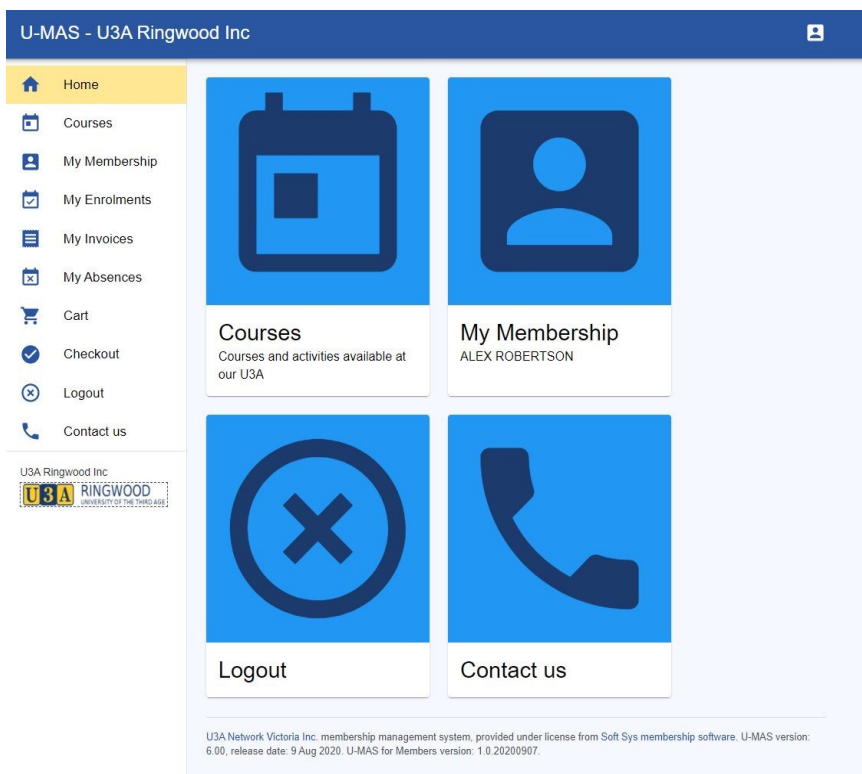 U-MAS - U3A Ringwood Inc
Home
Courses
My Membership
My Enrolments
My Invoices
My Absences
Cart
Checkout
Logout
Contact us
U3A Ringwood Inc
U3A RINGWOOD
UNIVERSITY OF THE THIRD AGE
Courses
Courses and activities available at
our U3A
My Membership
ALEX ROBERTSON
Logout
Contact us
U3A Network Victoria Inc. membership management system, provided under license from Soft Sys membership software. U-MAS version:
6.00, release date: 9 Aug 2020. U-MAS for Members version: 1.0.20200907.